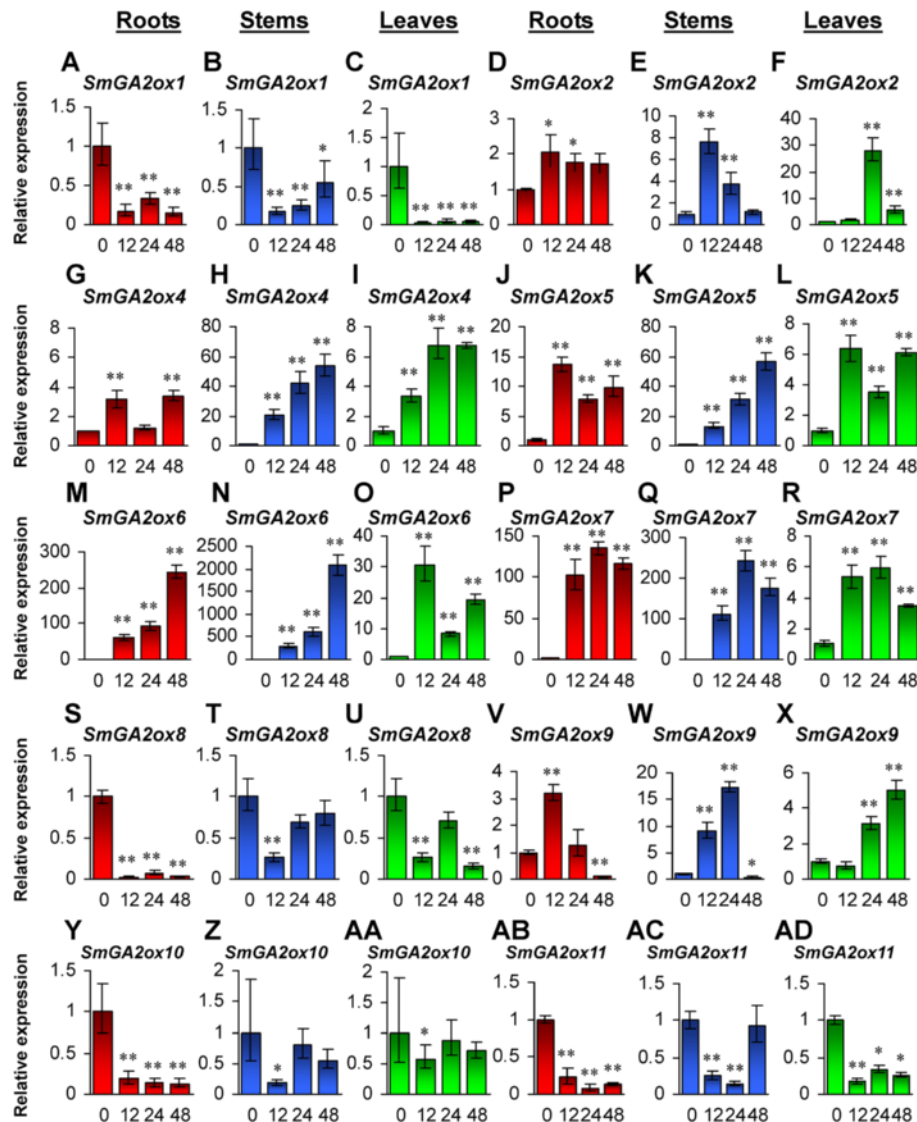 Roots Stems Leaves Roots Stems Leaves
A B C D E F
SmGA2ox1 SmGA2ox1 SmGA2ox1 SmGA2ox2 SmGA2ox2 SmGA2ox2
Relative expression
1.5 1.5 2 3 10 40
1 1 1.5 2 8 30
0.5 0.5 1 1 6 20
0 0 0.5 0 4 10
0 2 0
0
** ** ** ** ** * ** ** ** * * ** ** ** **
0 12 24 48 0 12 24 48 0 12 24 48 0 12 24 48 0 12 24 48 0 12 24 48
G H I J K L
SmGA2ox4 SmGA2ox4 SmGA2ox4 SmGA2ox5 SmGA2ox5 SmGA2ox5
Relative expression
8 80 8 20 80 8
6 60 6 15 60 6
4 40 4 10 40 4
2 20 2 5 20 2
0 0 0 0 0 0
** ** ** ** ** ** ** ** ** ** ** ** ** ** ** ** **
0 12 24 48 0 12 24 48 0 12 24 48 0 12 24 48 0 12 24 48 0 12 24 48
M N O P Q R
SmGA2ox6 SmGA2ox6 SmGA2ox6 SmGA2ox7 SmGA2ox7 SmGA2ox7
Relative expression
300 2500 40 150 300 8
200 2000 30 100 200 6
100 1500 20 50 100 4
0 1000 10 0 0 2
500 0 0
0
** ** ** ** ** ** ** ** ** ** ** ** ** ** ** ** ** **
0 12 24 48 0 12 24 48 0 12 24 48 0 12 24 48 0 12 24 48 0 12 24 48
S T U V W X
SmGA2ox8 SmGA2ox8 SmGA2ox8 SmGA2ox9 SmGA2ox9 SmGA2ox9
Relative expression
1.5 1.5 1.5 4 20 6
1 1 1 3 15 4
0.5 0.5 0.5 2 10 2
0 0 0 1 5 0
0 0
** ** ** ** ** ** ** ** ** ** * ** **
0 12 24 48 0 12 24 48 0 12 24 48 0 12 24 48 0 12 24 48 0 12 24 48
Y Z AA AB AC AD
SmGA2ox10 SmGA2ox10 SmGA2ox10 SmGA2ox11 SmGA2ox11 SmGA2ox11
Relative expression
1.5 2 2 1.5 1.5 1.5
1 1.5 1.5 1 1 1
0.5 1 1 0.5 0.5 0.5
0 0.5 0.5 0 0 0
0 0
** ** ** * * ** ** ** ** ** ** * *
0 12 24 48 0 12 24 48 0 12 24 48 0 12 24 48 0 12 24 48 0 12 24 48